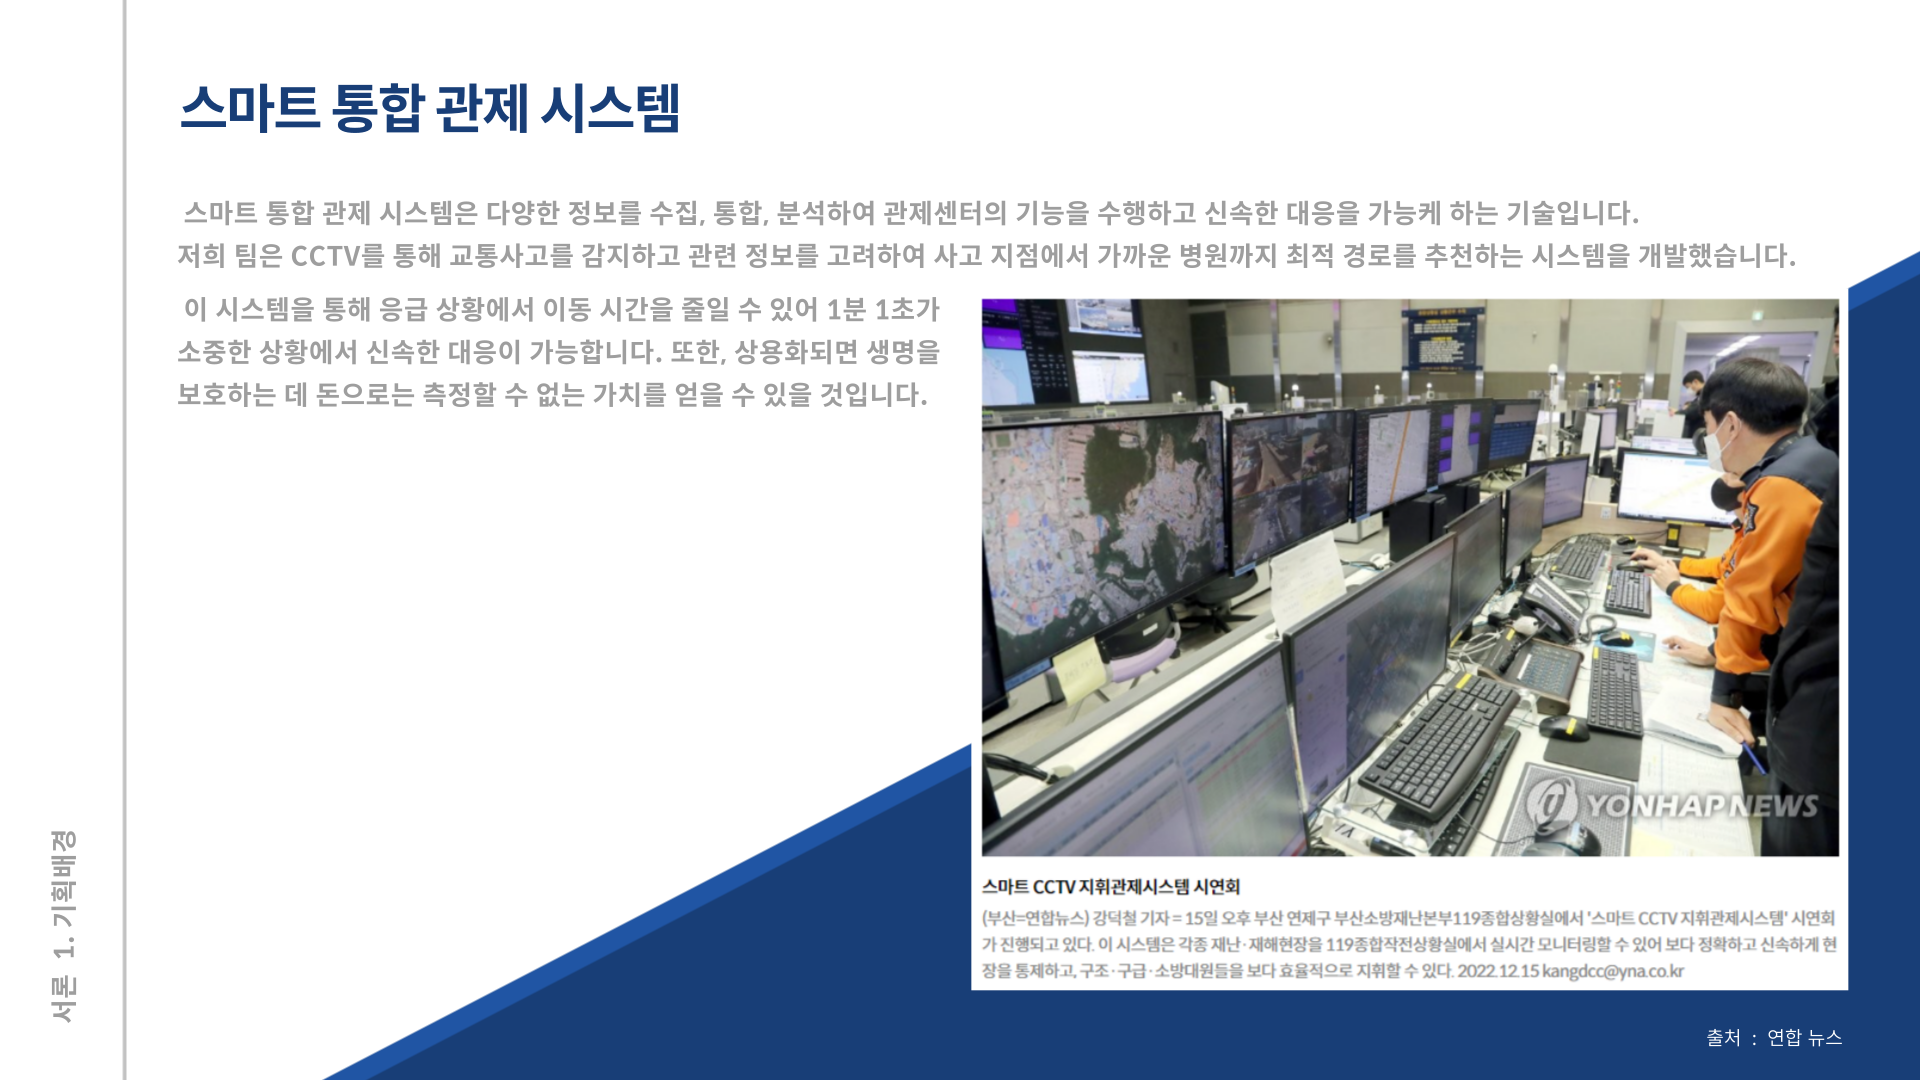 스마트 통합 관제 시스템
스마트 통합 관제 시스템은 다양한 정보를 수집, 통합, 분석하여 관제센터의 기능을 수행하고 신속한 대응을 가능케 하는 기술입니다.
저희 팀은 CCTV를 통해 교통사고를 감지하고 관련 정보를 고려하여 사고 지점에서 가까운 병원까지 최적 경로를 추천하는 시스템을 개발했습니다.
이 시스템을 통해 응급 상황에서 이동 시간을 줄일 수 있어 1분 1초가
소중한 상황에서 신속한 대응이 가능합니다. 또한, 상용화되면 생명을
보호하는 데 돈으로는 측정할 수 없는 가치를 얻을 수 있을 것입니다.
YONHAP NEWS
스마트 CCTV 지휘관제시스템 시연회
(부산=연합뉴스) 강덕철 기자 = 15일 오후 부산 연제구 부산소방재난본부119종합상황실에서 '스마트 CCTV 지휘관제시스템' 시연회
가 진행되고 있다. 이 시스템은 각종 재난·재해현장을 119종합작전상황실에서 실시간 모니터링할 수 있어 보다 정확하고 신속하게 현
장을 통제하고, 구조·구급·소방대원들을 보다 효율적으로 지휘할 수 있다. 2022.12.15 kangdcc@yna.co.kr
출처 : 연합 뉴스
서론 1. 기획배경